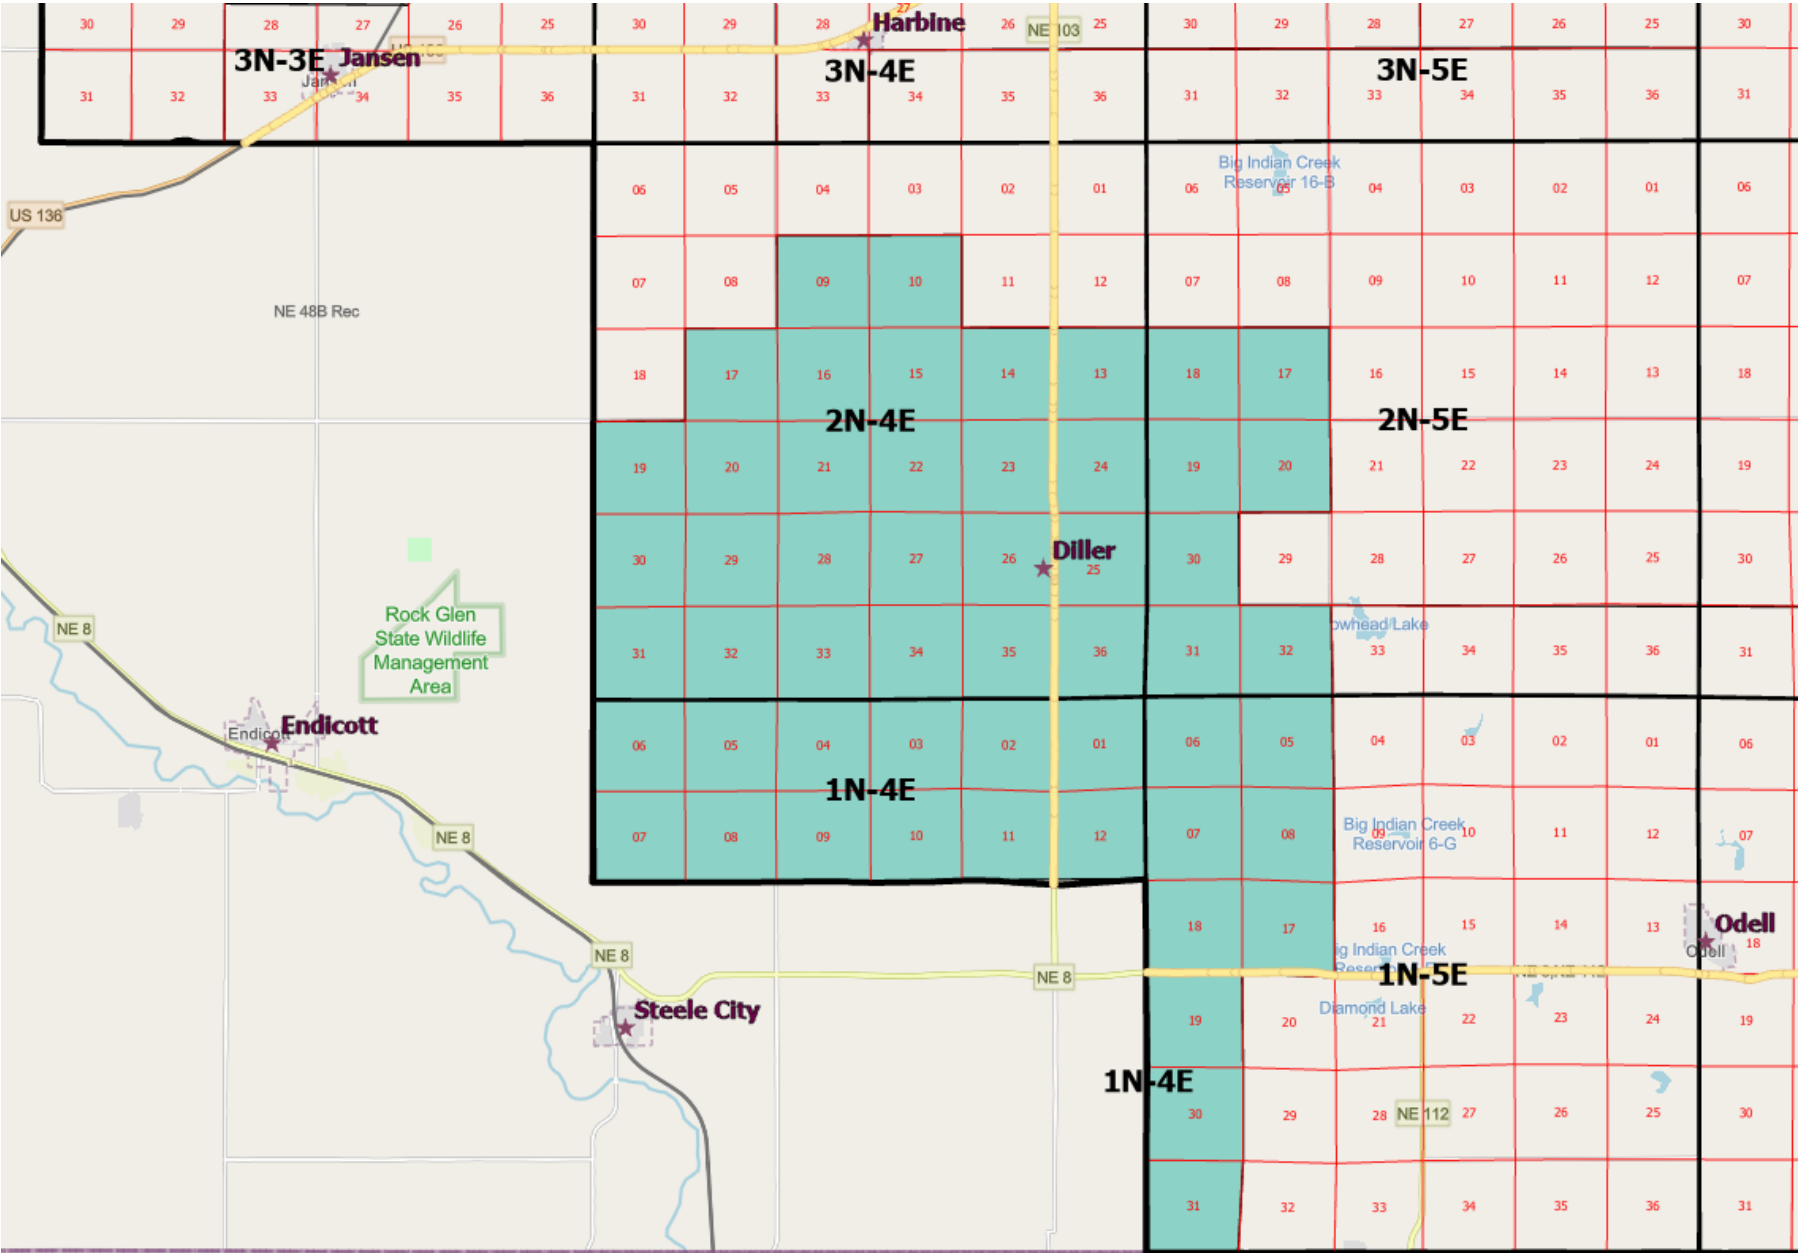 30 29 28 27 26 25 30 29 28 27 26 25 30 29 28 27 26 25 30
Harbine
NE 103
3N-3E Jansen
3N-4E
3N-5E
31 32 33 34 35 36 31 32 33 34 35 36 31 32 33 34 35 36 31
Big Indian Creek
Reservoir 16-B
06 05 04 03 02 01 06 05 04 03 02 01 06
US 136
07 08 09 10 11 12 07 08 09 10 11 12 07
NE 48B Rec
18 17 16 15 14 13 18 17 16 15 14 13 18
2N-4E
2N-5E
19 20 21 22 23 24 19 20 21 22 23 24 19
Diller
30 29 28 27 26 25 30 29 28 27 26 25 30
Rock Glen
State Wildlife
Management
Area
NE 8
owhead Lake
31 32 33 34 35 36 31 32 33 34 35 36 31
Endicott
Endicott
06 05 04 03 02 01 06 05 04 03 02 01 06
1N-4E
NE 8
Big Indian Creek
Reservoir 6-G
07 08 09 10 11 12 07 08 09 10 11 12 07
18 17 16 15 14 13 18
Odell
Odell
NE 8
ig Indian Creek
NE 8
1N-5E
Steele City
Diamond Lake
19 20 21 22 23 24 19
1N-4E
30 29 28 27 26 25 30
NE 112
31 32 33 34 35 36 31